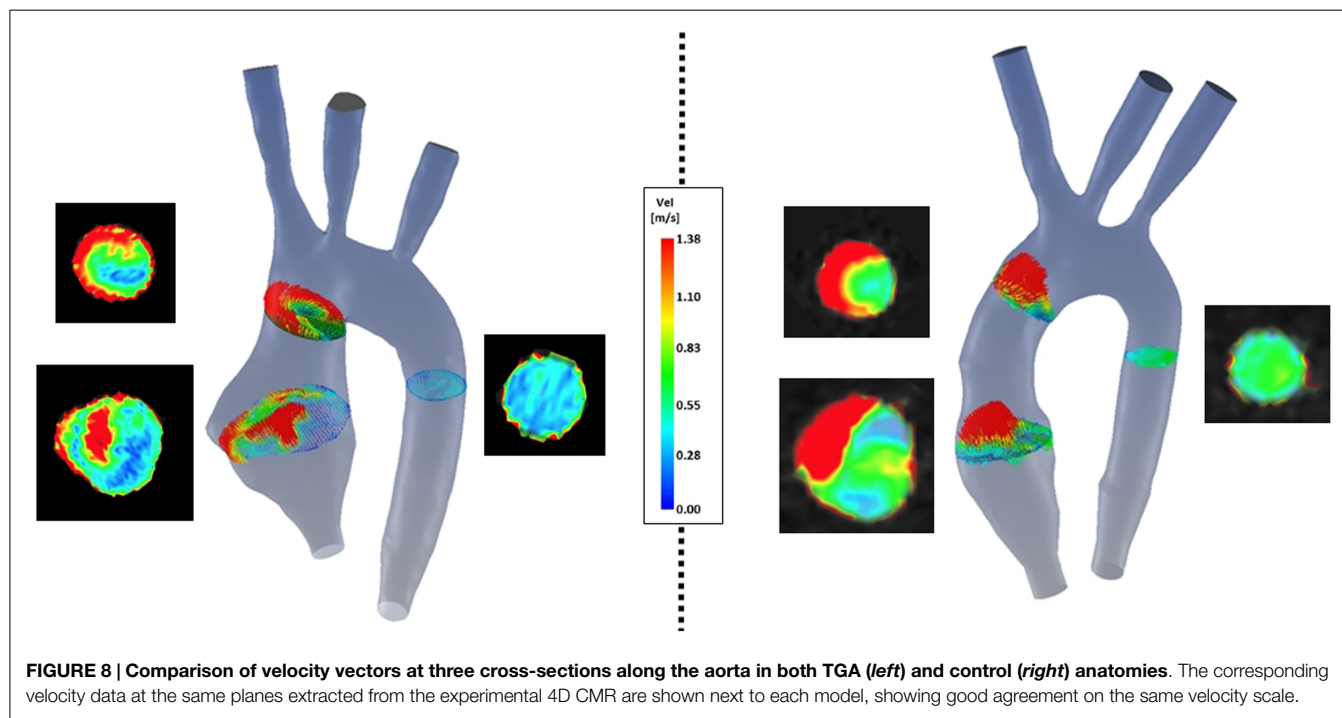 Vel
[m/s]
1.38
1.10
0.83
0.55
0.28
0.00
FIGURE 8 | Comparison of velocity vectors at three cross-sections along the aorta in both TGA (left) and control (right) anatomies. The corresponding
velocity data at the same planes extracted from the experimental 4D CMR are shown next to each model, showing good agreement on the same velocity scale.